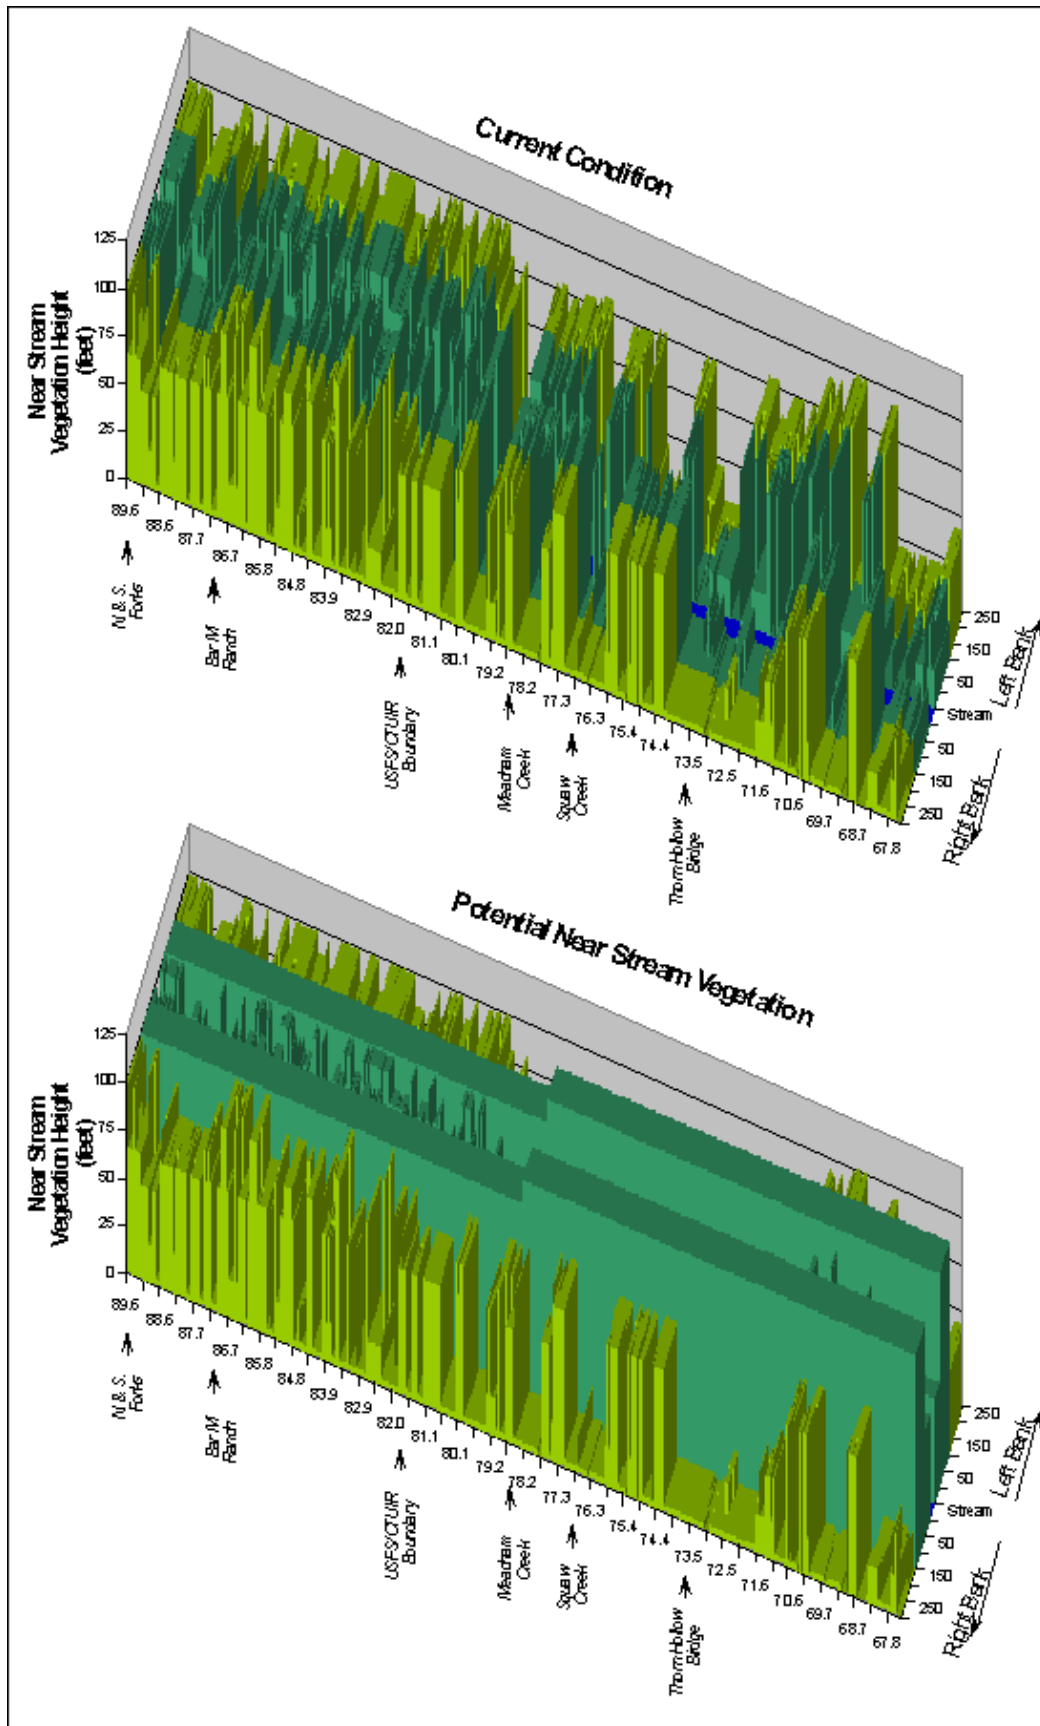 Current Condition
Near Stream
Vegetation Height
(feet)
125
100
75
50
25
0
89.6
88.6
87.7
86.7
85.8
84.8
83.9
82.9
82.0
81.1
80.1
79.2
78.2
77.3
76.3
75.4
74.4
73.5
72.5
71.6
70.6
69.7
68.7
67.8
N & S.
Forks
Bar M
Ranch
USFS/CTUIR
Boundary
Meacham
Creek
Squaw
Creek
Thorn Hollow
Bridge
250
150
50
Stream
50
150
250
Left Bank
Right Bank
Potential Near Stream Vegetation
Near Stream
Vegetation Height
(feet)
125
100
75
50
25
0
89.6
88.6
87.7
86.7
85.8
84.8
83.9
82.9
82.0
81.1
80.1
79.2
78.2
77.3
76.3
75.4
74.4
73.5
72.5
71.6
70.6
69.7
68.7
67.8
N & S.
Forks
Bar M
Ranch
USFS/CTUIR
Boundary
Meacham
Creek
Squaw
Creek
Thorn Hollow
Bridge
250
150
50
Stream
50
150
250
Left Bank
Right Bank